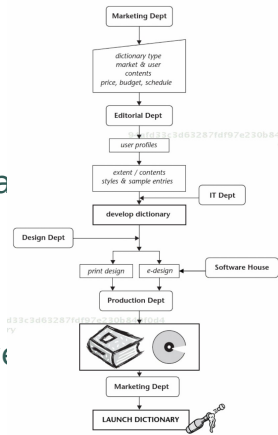 Marketing Dept
dictionary type
market & user
contents
price, budget, schedule
Editorial Dept
user profiles
extent / contents
styles & sample entries
IT Dept
develop dictionary
Design Dept
print design
e-design
Software House
Production Dept
Marketing Dept
LAUNCH DICTIONARY